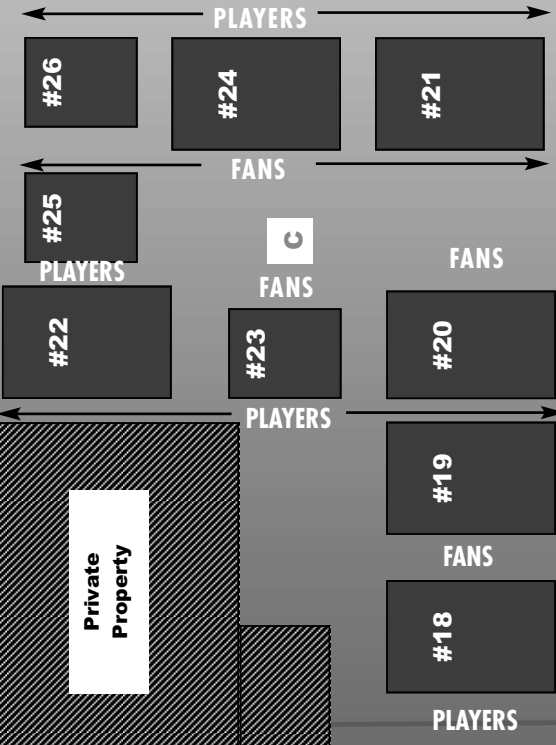 PLAYERS
#26
#24
#21
FANS
#25
C
PLAYERS
FANS
FANS
#22
#23
#20
PLAYERS
#19
Private
Property
FANS
#18
PLAYERS